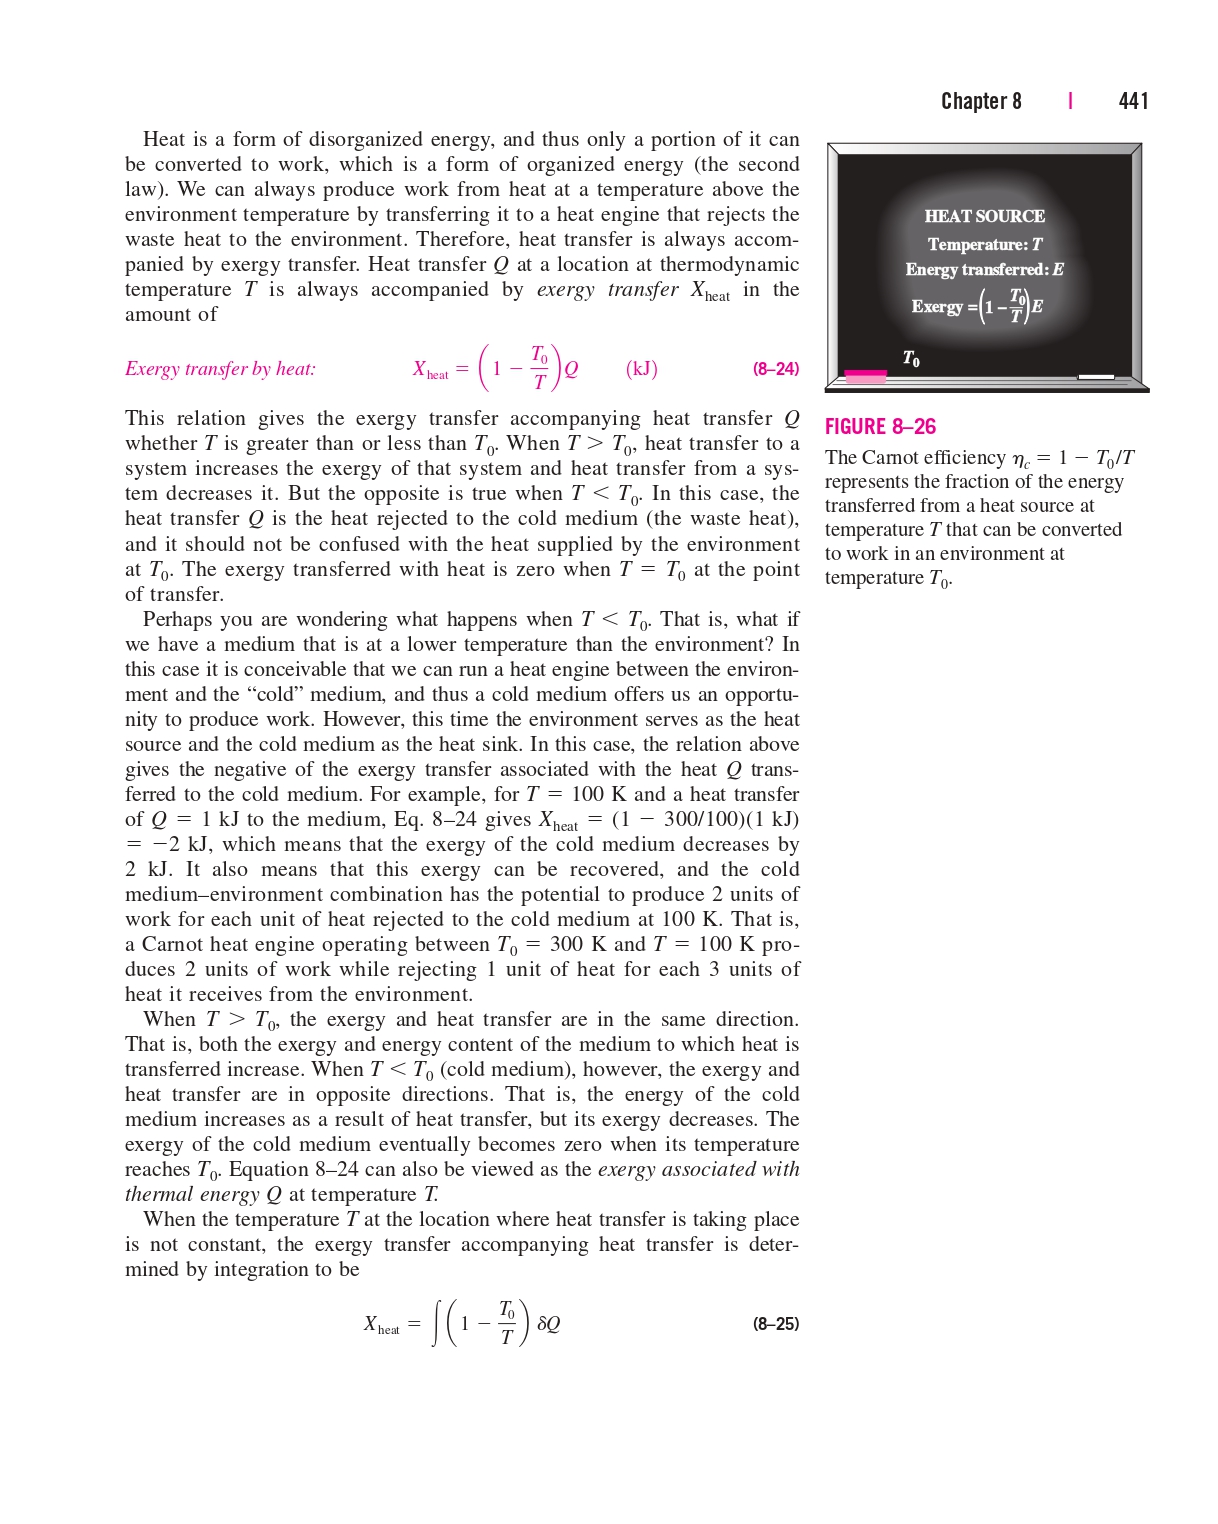 Chapter 8 | 441
Heat is a form of disorganized energy, and thus only a portion of it can
be converted to work, which is a form of organized energy (the second
law). We can always produce work from heat at a temperature above the
environment temperature by transferring it to a heat engine that rejects the
waste heat to the environment. Therefore, heat transfer is always accom-
panied by exergy transfer. Heat transfer Q at a location at thermodynamic
temperature T is always accompanied by exergy transfer X_heat in the
amount of
Exergy transfer by heat: X_heat = (1 − T_0/T)Q (kJ) (8–24)
This relation gives the exergy transfer accompanying heat transfer Q
whether T is greater than or less than T_0. When T > T_0, heat transfer to a
system increases the exergy of that system and heat transfer from a sys-
tem decreases it. But the opposite is true when T < T_0. In this case, the
heat transfer Q is the heat rejected to the cold medium (the waste heat),
and it should not be confused with the heat supplied by the environment
at T_0. The exergy transferred with heat is zero when T = T_0 at the point
of transfer.
Perhaps you are wondering what happens when T < T_0. That is, what if
we have a medium that is at a lower temperature than the environment? In
this case it is conceivable that we can run a heat engine between the environ-
ment and the “cold” medium, and thus a cold medium offers us an opportu-
nity to produce work. However, this time the environment serves as the heat
source and the cold medium as the heat sink. In this case, the relation above
gives the negative of the exergy transfer associated with the heat Q trans-
ferred to the cold medium. For example, for T = 100 K and a heat transfer
of Q = 1 kJ to the medium, Eq. 8–24 gives X_heat = (1 − 300/100)(1 kJ)
= −2 kJ, which means that the exergy of the cold medium decreases by
2 kJ. It also means that this exergy can be recovered, and the cold
medium–environment combination has the potential to produce 2 units of
work for each unit of heat rejected to the cold medium at 100 K. That is,
a Carnot heat engine operating between T_0 = 300 K and T = 100 K pro-
duces 2 units of work while rejecting 1 unit of heat for each 3 units of
heat it receives from the environment.
When T > T_0, the exergy and heat transfer are in the same direction.
That is, both the exergy and energy content of the medium to which heat is
transferred increase. When T < T_0 (cold medium), however, the exergy and
heat transfer are in opposite directions. That is, the energy of the cold
medium increases as a result of heat transfer, but its exergy decreases. The
exergy of the cold medium eventually becomes zero when its temperature
reaches T_0. Equation 8–24 can also be viewed as the exergy associated with
thermal energy Q at temperature T.
When the temperature T at the location where heat transfer is taking place
is not constant, the exergy transfer accompanying heat transfer is deter-
mined by integration to be
X_heat = ∫(1 − T_0/T) δQ (8–25)
HEAT SOURCE
Temperature: T
Energy transferred: E
Exergy = (1 − T_0/T)E
T_0
FIGURE 8–26
The Carnot efficiency η_c = 1 − T_0/T
represents the fraction of the energy
transferred from a heat source at
temperature T that can be converted
to work in an environment at
temperature T_0.